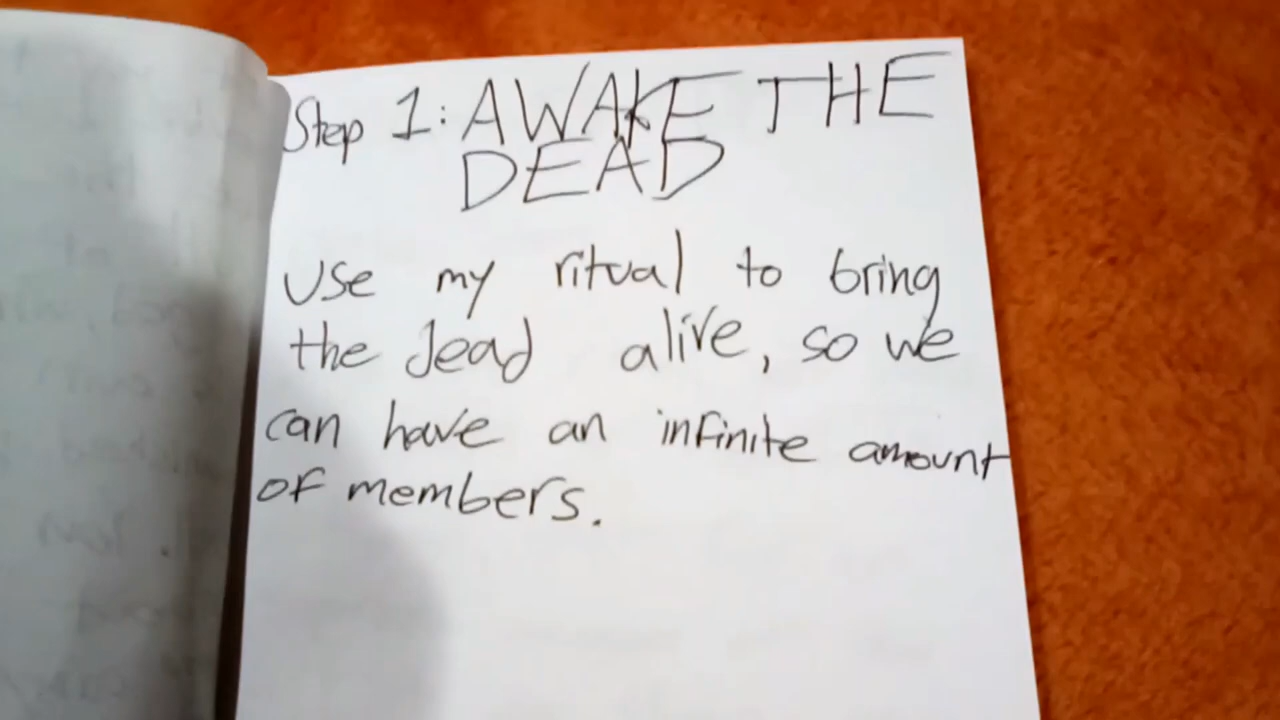 Step 1: AWAKE THE
DEAD
Use my ritual to bring
the dead alive, so we
can have an infinite amount
of members.